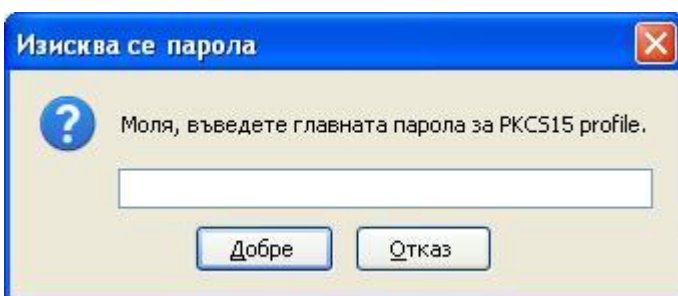 Изисква се парола
Моля, въведете главната парола за PKCS15 profile.
Добре
Отказ